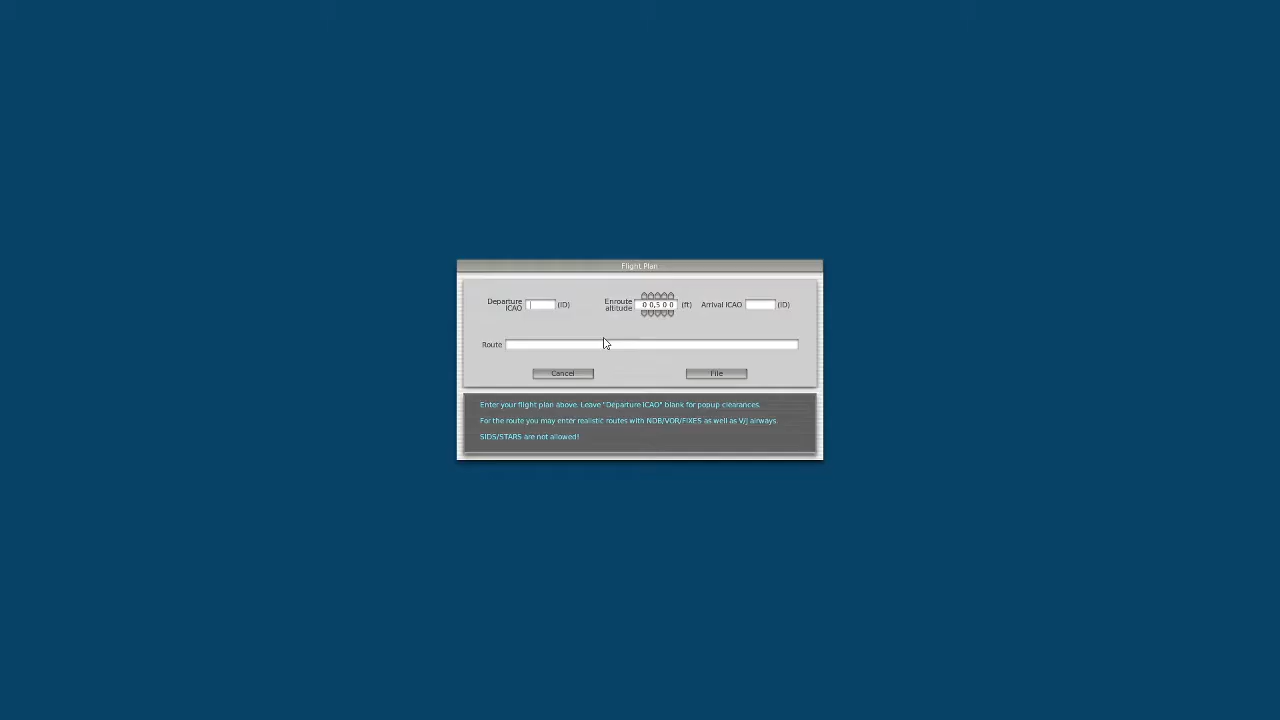 Flight Plan
Departure ICAO (ID) Enroute altitude 00,500 (ft) Arrival ICAO (ID)
Route
Cancel File
Enter your flight plan above. Leave "Departure ICAO" blank for popup clearances.
For the route you may enter realistic routes with NDB/VOR/FIXES as well as V/J airways
SIDS/STARS are not allowed!